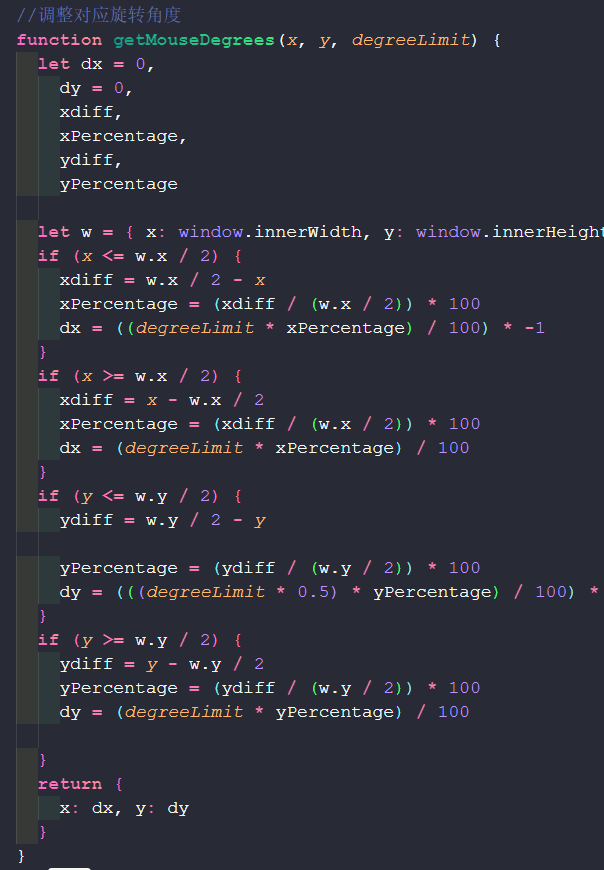 //调整对应旋转角度
function getMouseDegrees(x, y, degreeLimit) {
let dx = 0,
dy = 0,
xdiff,
xPercentage,
ydiff,
yPercentage
let w = { x: window.innerWidth, y: window.innerHeight
if (x <= w.x / 2) {
xdiff = w.x / 2 - x
xPercentage = (xdiff / (w.x / 2)) * 100
dx = ((degreeLimit * xPercentage) / 100) * -1
}
if (x >= w.x / 2) {
xdiff = x - w.x / 2
xPercentage = (xdiff / (w.x / 2)) * 100
dx = (degreeLimit * xPercentage) / 100
}
if (y <= w.y / 2) {
ydiff = w.y / 2 - y
yPercentage = (ydiff / (w.y / 2)) * 100
dy = (((degreeLimit * 0.5) * yPercentage) / 100) *
}
if (y >= w.y / 2) {
ydiff = y - w.y / 2
yPercentage = (ydiff / (w.y / 2)) * 100
dy = (degreeLimit * yPercentage) / 100
}
return {
x: dx, y: dy
}
}